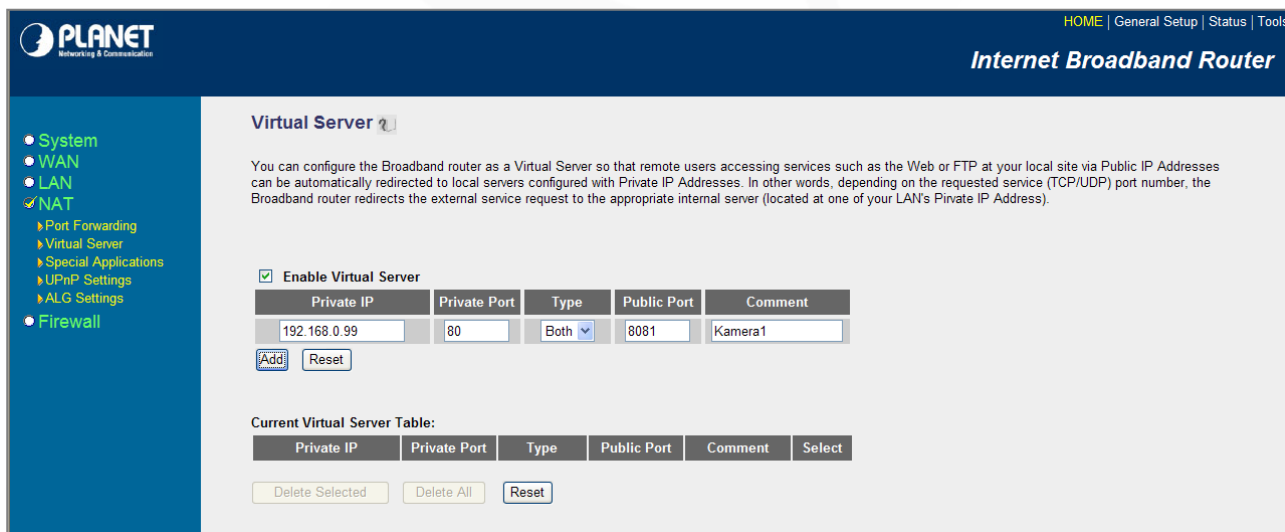 PLANET
Networking & Communication
HOME | General Setup | Status | Tools
Internet Broadband Router
System
WAN
LAN
NAT
Port Forwarding
Virtual Server
Special Applications
UPnP Settings
ALG Settings
Firewall
Virtual Server
You can configure the Broadband router as a Virtual Server so that remote users accessing services such as the Web or FTP at your local site via Public IP Addresses
can be automatically redirected to local servers configured with Private IP Addresses. In other words, depending on the requested service (TCP/UDP) port number, the
Broadband router redirects the external service request to the appropriate internal server (located at one of your LAN's Pirvate IP Address).
Enable Virtual Server
Private IP Private Port Type Public Port Comment
192.168.0.99 80 Both 8081 Kamera1
Add Reset
Current Virtual Server Table:
Private IP Private Port Type Public Port Comment Select
Delete Selected Delete All Reset